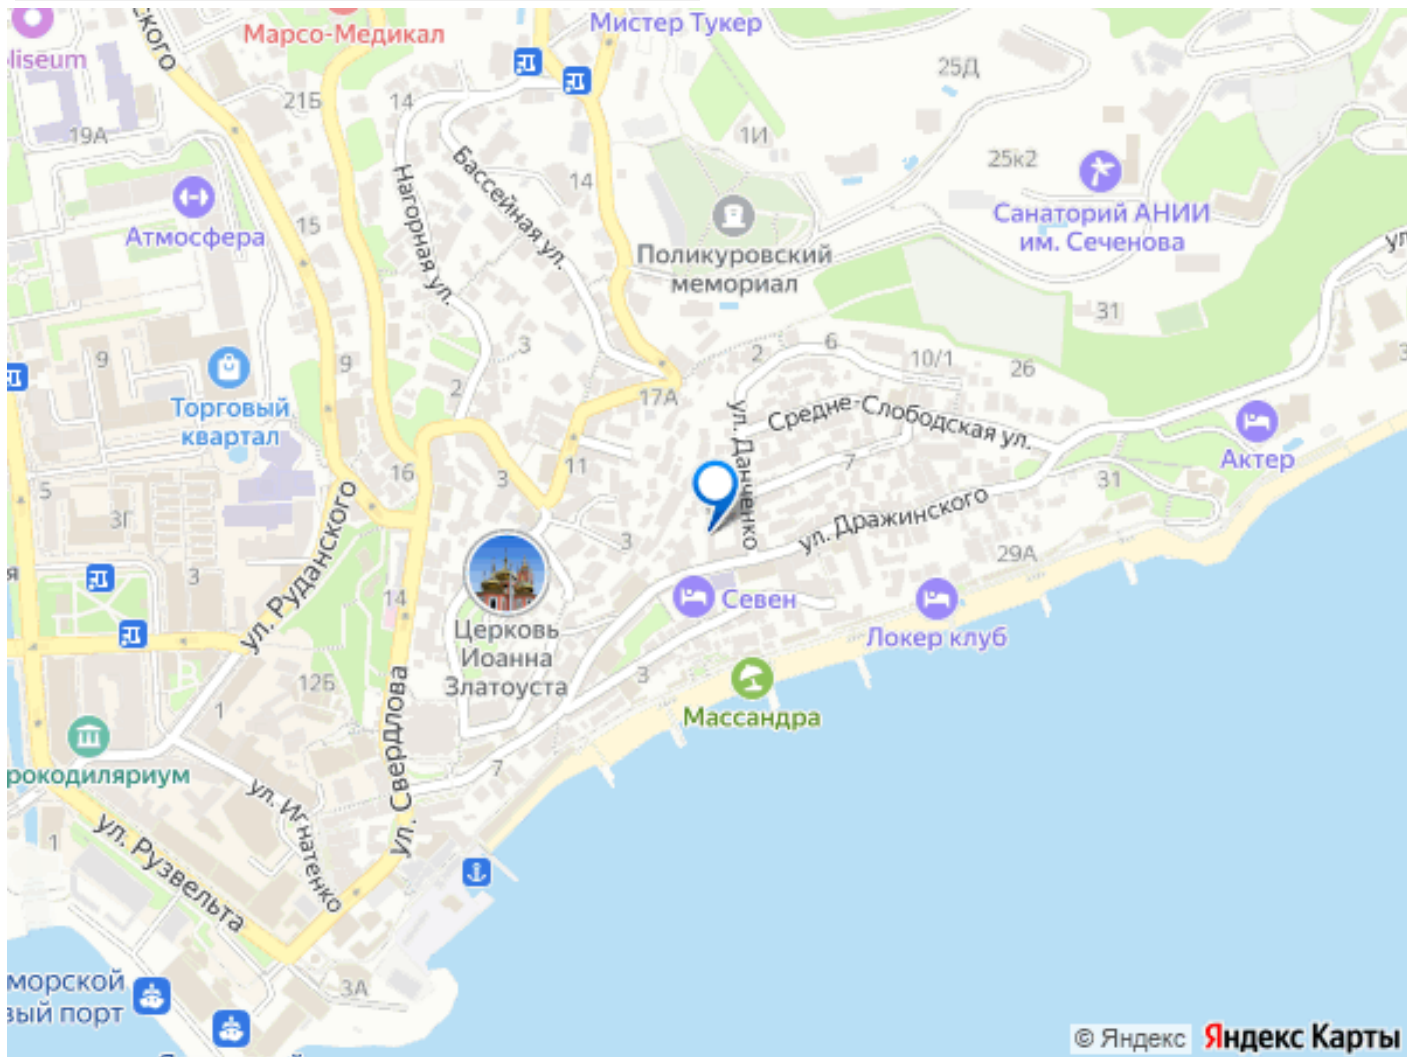 ского
Мистер Тукер
Марсо-Медикал
liseum
25Д
21Б
14
19А
1И
Бассейная ул.
25к2
14
Нагорная ул.
Санаторий АНИИ
им. Сеченова
15
Атмосфера
Поликуровский
мемориал
ул
31
3
2
6
10/1
26
9
9
2
17А
Торговый
квартал
ул. Данченко
Средне-Слободская ул.
Актер
11
16
3
7
31
5
3Г
ул. Руданского
ул. Дражинского
3
29А
я
3
14
Севен
Локер клуб
Церковь
Иоанна
Златоуста
12Б
3
1
Массандра
ул. Свердлова
рокодиляриум
7
ул. Игнатенко
1
ул. Рузвельта
морской
вый порт
3А
© Яндекс
Яндекс Карты